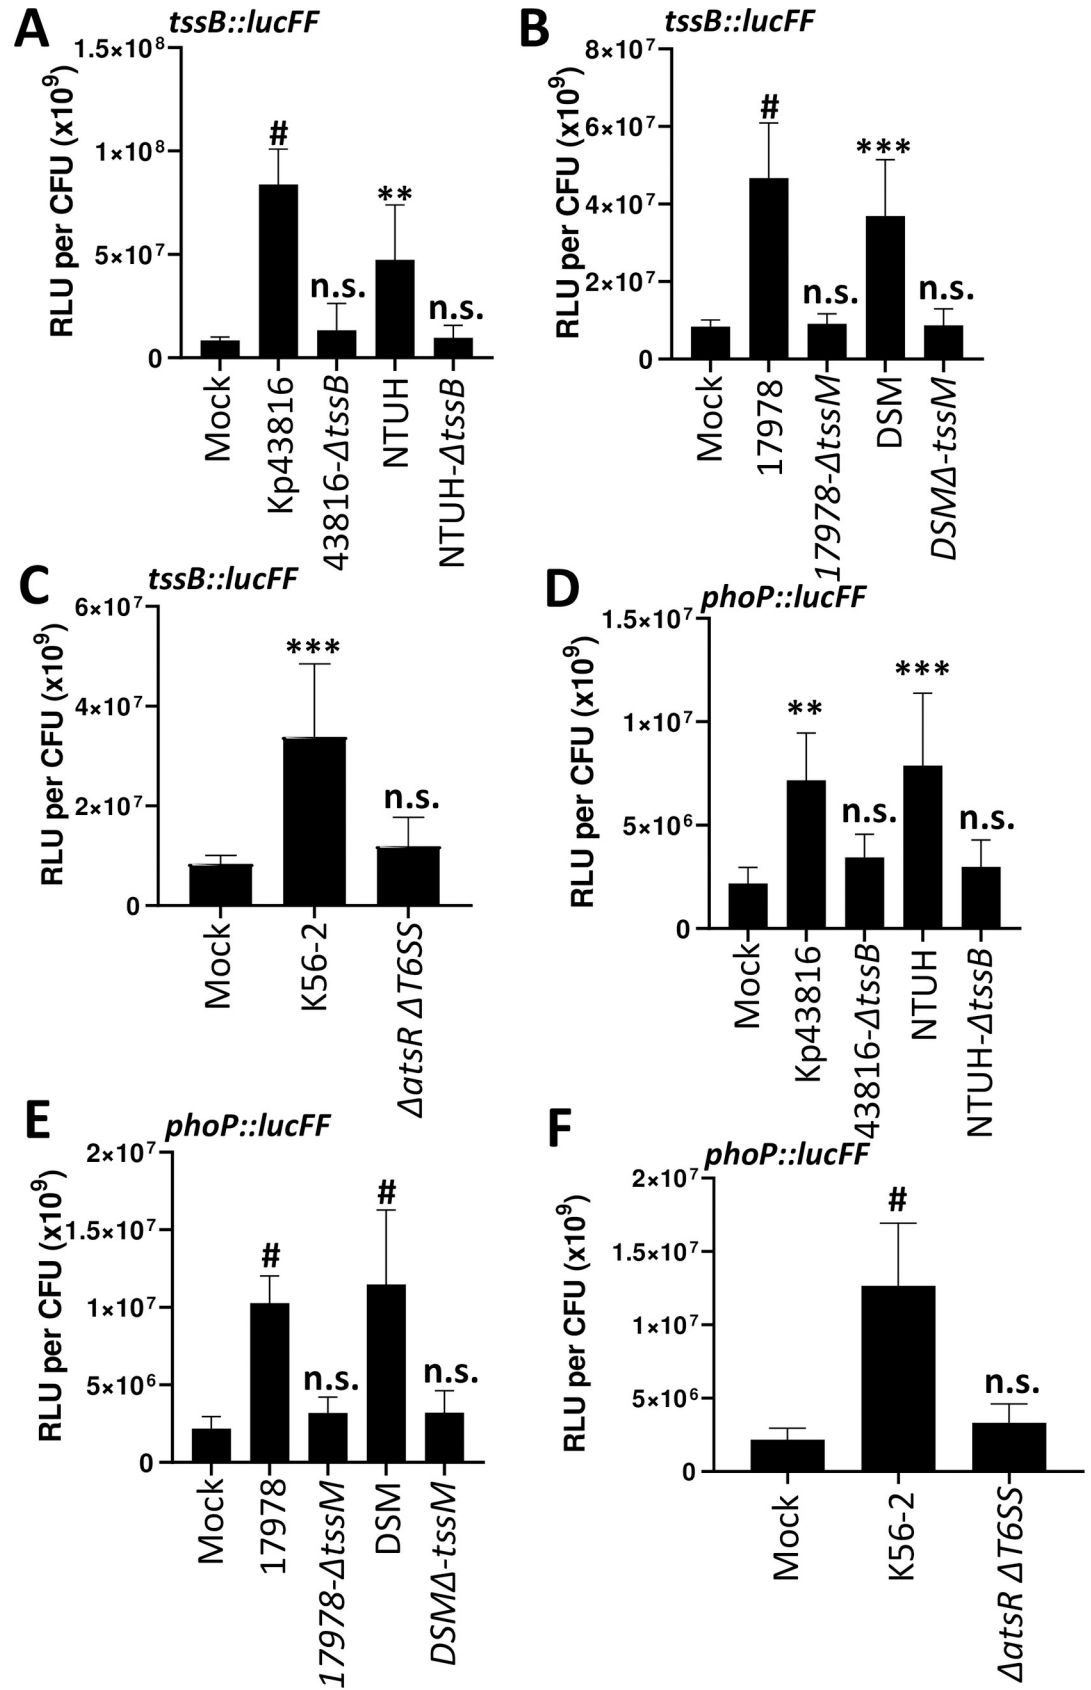 A
tssB::lucFF
RLU per CFU (x10⁹)
1.5×10⁸
1×10⁸
5×10⁷
0
#
n.s.
**
n.s.
Mock
Kp43816
43816-ΔtssB
NTUH
NTUH-ΔtssB
B
tssB::lucFF
RLU per CFU (x10⁹)
8×10⁷
6×10⁷
4×10⁷
2×10⁷
0
#
n.s.
***
n.s.
Mock
17978
17978-ΔtssM
DSM
DSMΔ-tssM
C
tssB::lucFF
RLU per CFU (x10⁹)
6×10⁷
4×10⁷
2×10⁷
0
***
n.s.
Mock
K56-2
ΔatsR ΔT6SS
D
phoP::lucFF
RLU per CFU (x10⁹)
1.5×10⁷
1×10⁷
5×10⁶
0
**
n.s.
***
n.s.
Mock
Kp43816
43816-ΔtssB
NTUH
NTUH-ΔtssB
E
phoP::lucFF
RLU per CFU (x10⁹)
2×10⁷
1.5×10⁷
1×10⁷
5×10⁶
0
#
n.s.
#
n.s.
Mock
17978
17978-ΔtssM
DSM
DSMΔ-tssM
F
phoP::lucFF
RLU per CFU (x10⁹)
2×10⁷
1.5×10⁷
1×10⁷
5×10⁶
0
#
n.s.
Mock
K56-2
ΔatsR ΔT6SS